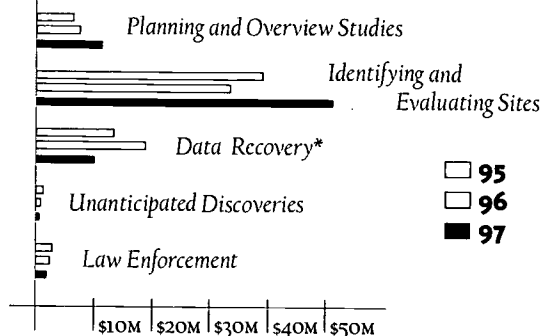 Planning and Overview Studies
Identifying and
Evaluating Sites
Data Recovery*
Unanticipated Discoveries
Law Enforcement
95
96
97
$10M $20M $30M $40M $50M